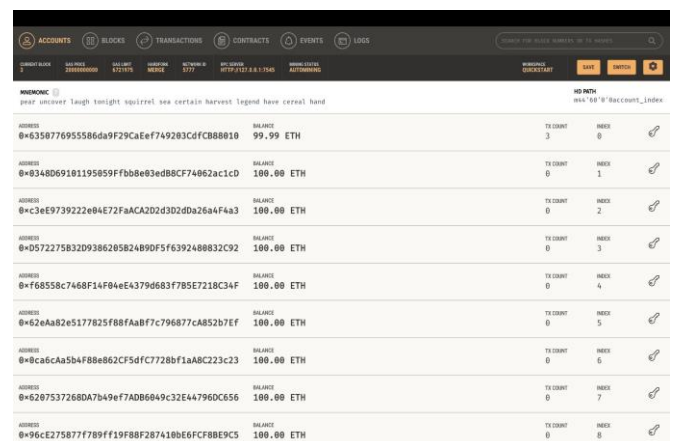 ACCOUNTS BLOCKS TRANSACTIONS CONTRACTS EVENTS LOGS SEARCH FOR BLOCK NUMBERS OR TX HASHES
CURRENT BLOCK GAS PRICE GAS LIMIT HARDFORK NETWORK ID RPC SERVER MINING STATUS WORKSPACE
3 20000000000 6721975 MERGE 5777 HTTP://127.0.0.1:7545 AUTOMINING QUICKSTART SAVE SWITCH
MNEMONIC HD PATH
pear uncover laugh tonight squirrel sea certain harvest legend have cereal hand m44'60'0'0account_index
ADDRESS BALANCE TX COUNT INDEX
0×6350776955586da9F29CaEef749203CdfCB88010 99.99 ETH 3 0
ADDRESS BALANCE TX COUNT INDEX
0×0348D69101195059Ffbb8e03edB8CF74062ac1cD 100.00 ETH 0 1
ADDRESS BALANCE TX COUNT INDEX
0×c3eE9739222e04E72FaACA2D2d3D2dDa26a4F4a3 100.00 ETH 0 2
ADDRESS BALANCE TX COUNT INDEX
0×D572275B32D9386205B24B9DF5f6392480832C92 100.00 ETH 0 3
ADDRESS BALANCE TX COUNT INDEX
0×f68558c7468F14F04eE4379d683f7B5E7218C34F 100.00 ETH 0 4
ADDRESS BALANCE TX COUNT INDEX
0×62eAa82e5177825f88fAaBf7c796877cA852b7Ef 100.00 ETH 0 5
ADDRESS BALANCE TX COUNT INDEX
0×0ca6cAa5b4F88e862CF5dfC7728bf1aA8C223c23 100.00 ETH 0 6
ADDRESS BALANCE TX COUNT INDEX
0×6207537268DA7b49ef7ADB6049c32E44796DC656 100.00 ETH 0 7
ADDRESS BALANCE TX COUNT INDEX
0×96cE275877f789ff19F88F287410bE6FCF8BE9C5 100.00 ETH 0 8